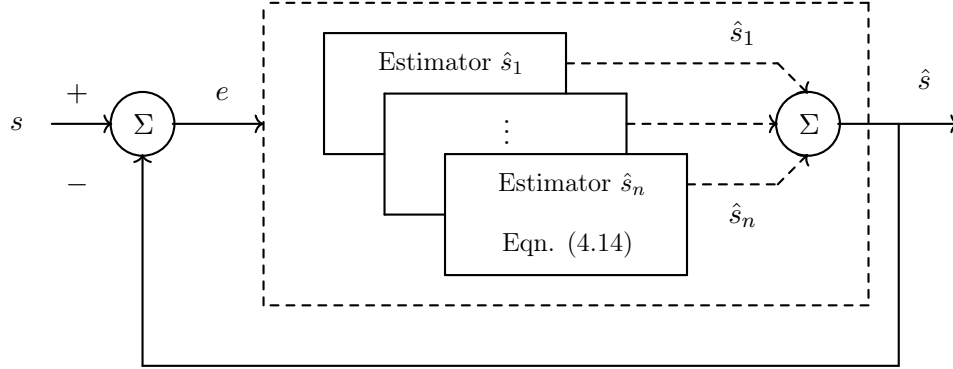 ŝ₁
Estimator ŝ₁
+
e
ŝ
s
Σ
⋮
Σ
−
Estimator ŝₙ
ŝₙ
Eqn. (4.14)